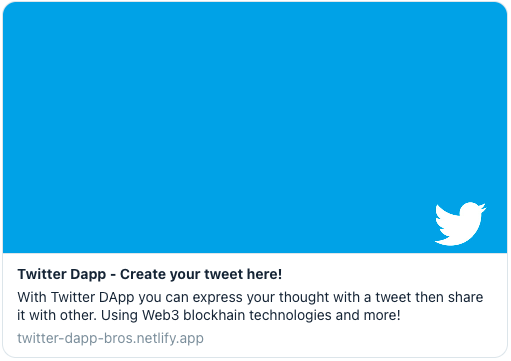 Twitter Dapp - Create your tweet here!
With Twitter DApp you can express your thought with a tweet then share
it with other. Using Web3 blockhain technologies and more!
twitter-dapp-bros.netlify.app